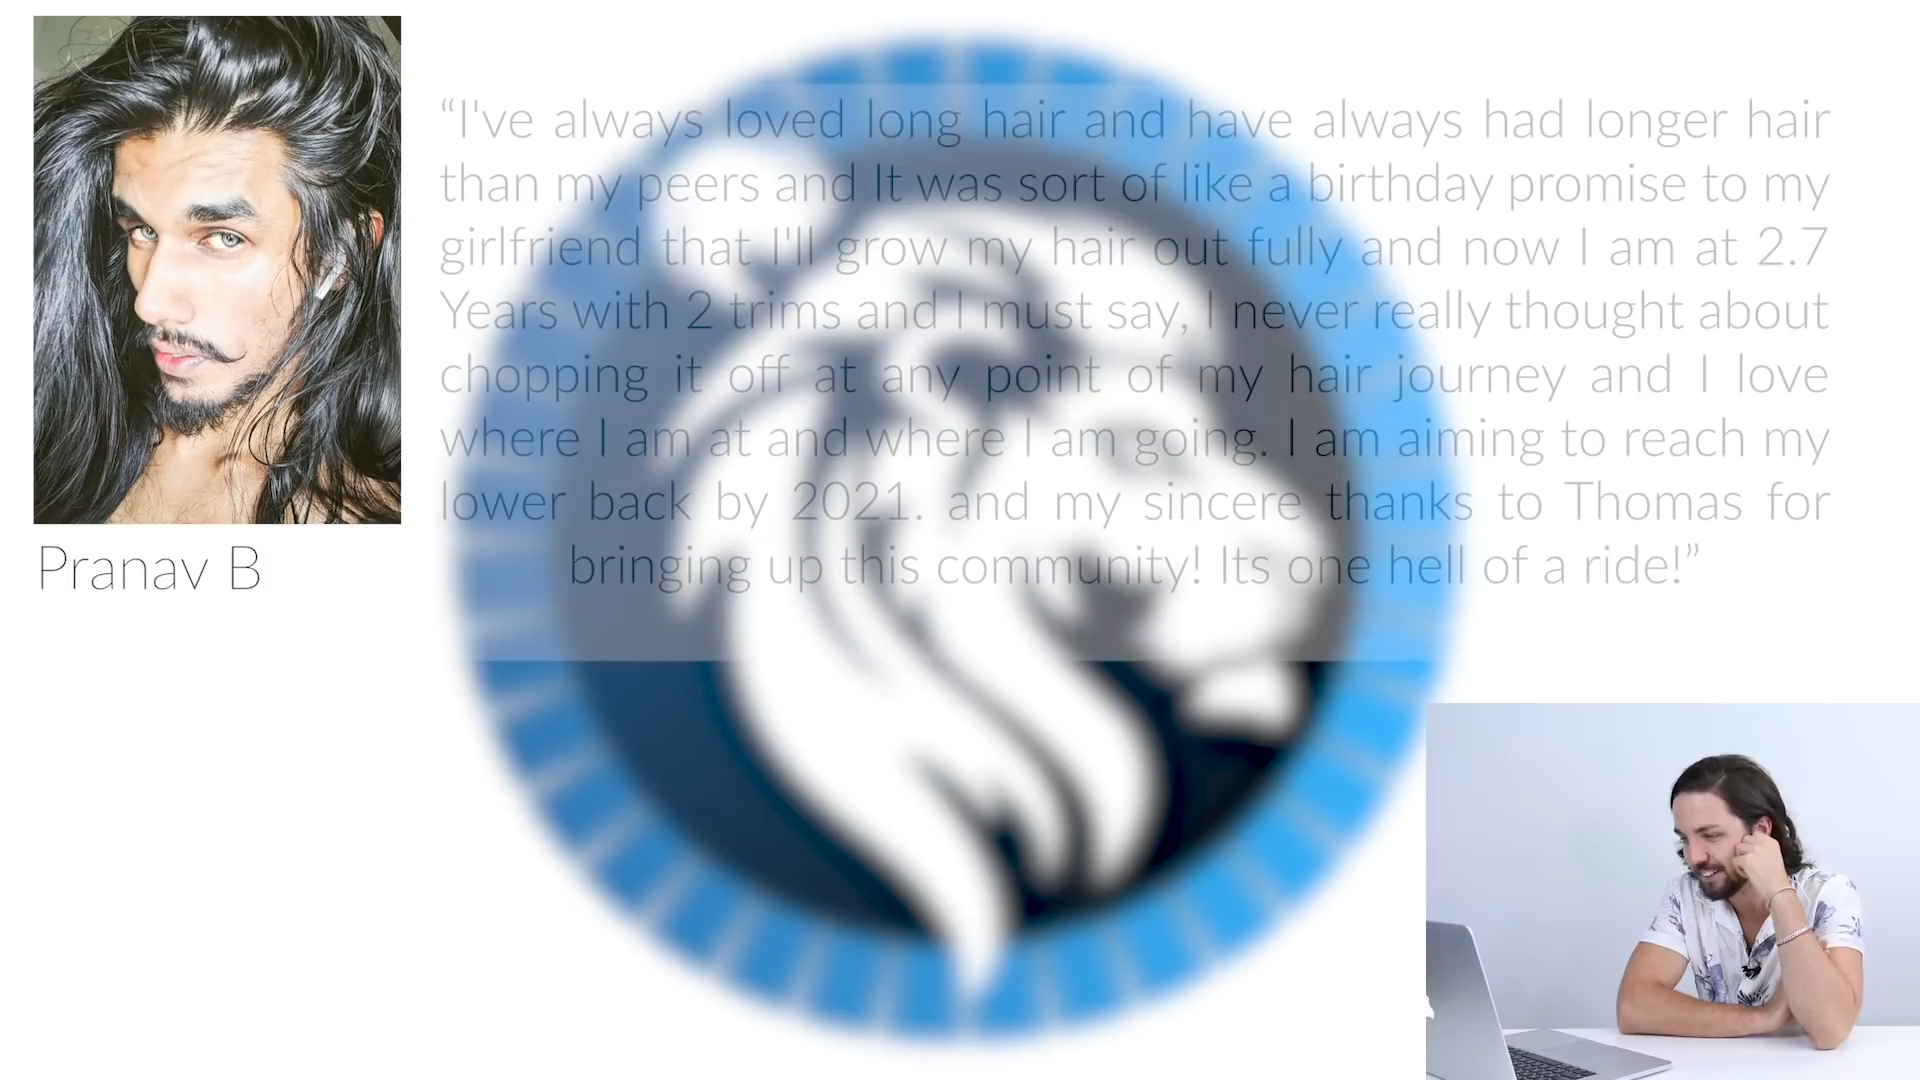 “I've always loved long hair and have always had longer hair
than my peers and It was sort of like a birthday promise to my
girlfriend that I'll grow my hair out fully and now I am at 2.7
Years with 2 trims and I must say, I never really thought about
chopping it off at any point of my hair journey and I love
where I am at and where I am going. I am aiming to reach my
lower back by 2021. and my sincere thanks to Thomas for
bringing up this community! Its one hell of a ride!”
Pranav B